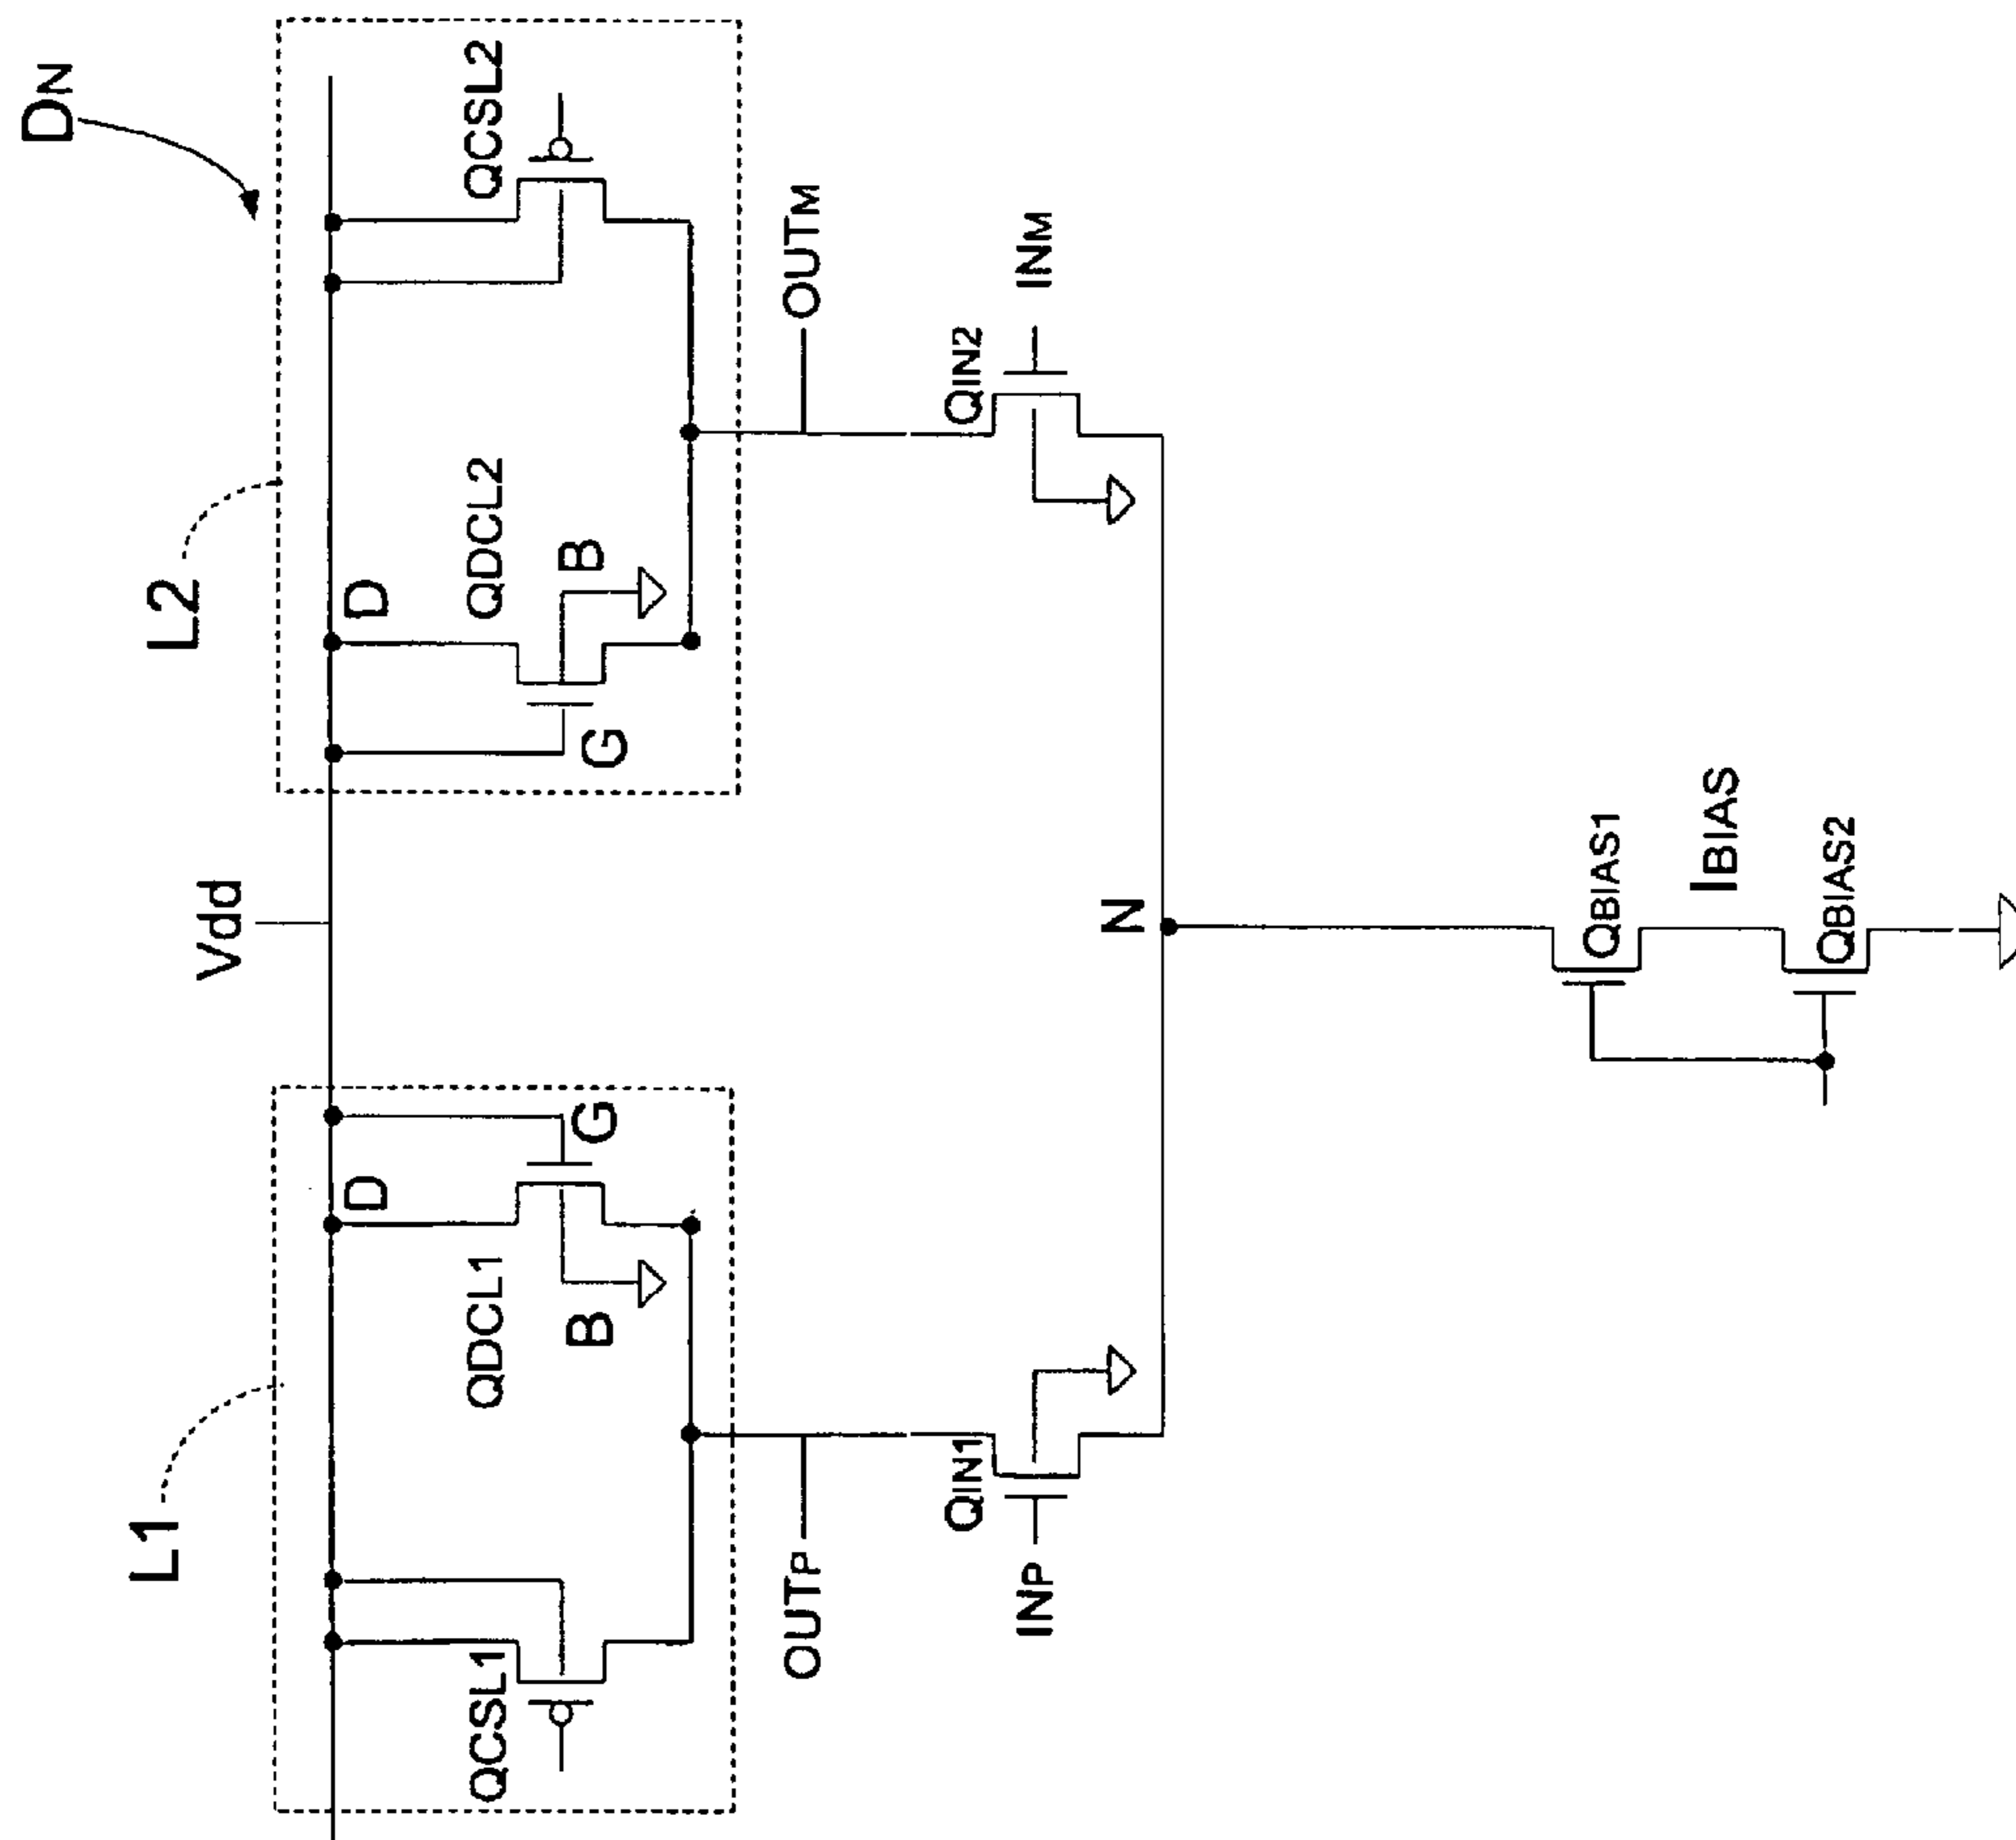 DN
L1
L2
Vdd
QCSL1
QDCL1
D
G
B
D
G
B
QDCL2
QCSL2
OUTP
OUTM
QIN1
QIN2
INP
INM
N
QBIAS1
IBIAS
QBIAS2